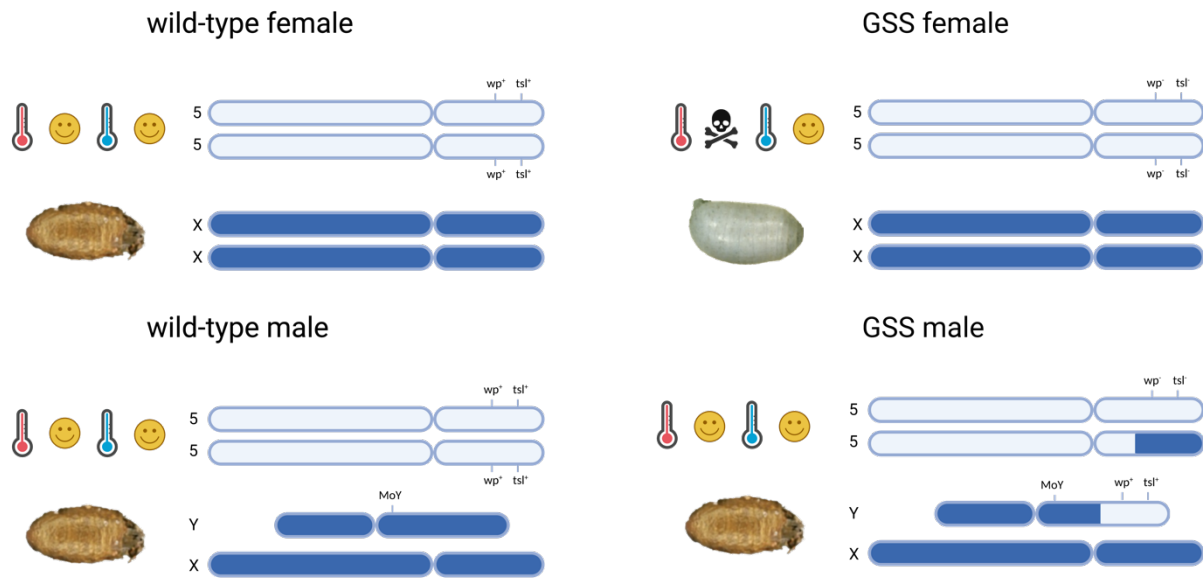 wild-type female
wp⁺ tsl⁺
5
5
wp⁺ tsl⁺
X
X
GSS female
wp⁻ tsl⁻
5
5
wp⁻ tsl⁻
X
X
wild-type male
wp⁺ tsl⁺
5
5
wp⁺ tsl⁺
MoY
Y
X
GSS male
wp⁻ tsl⁻
5
5
MoY wp⁺ tsl⁺
Y
X